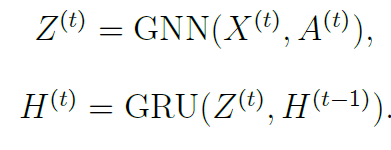 Z^{(t)} = GNN(X^{(t)}, A^{(t)}),
H^{(t)} = GRU(Z^{(t)}, H^{(t-1)}).